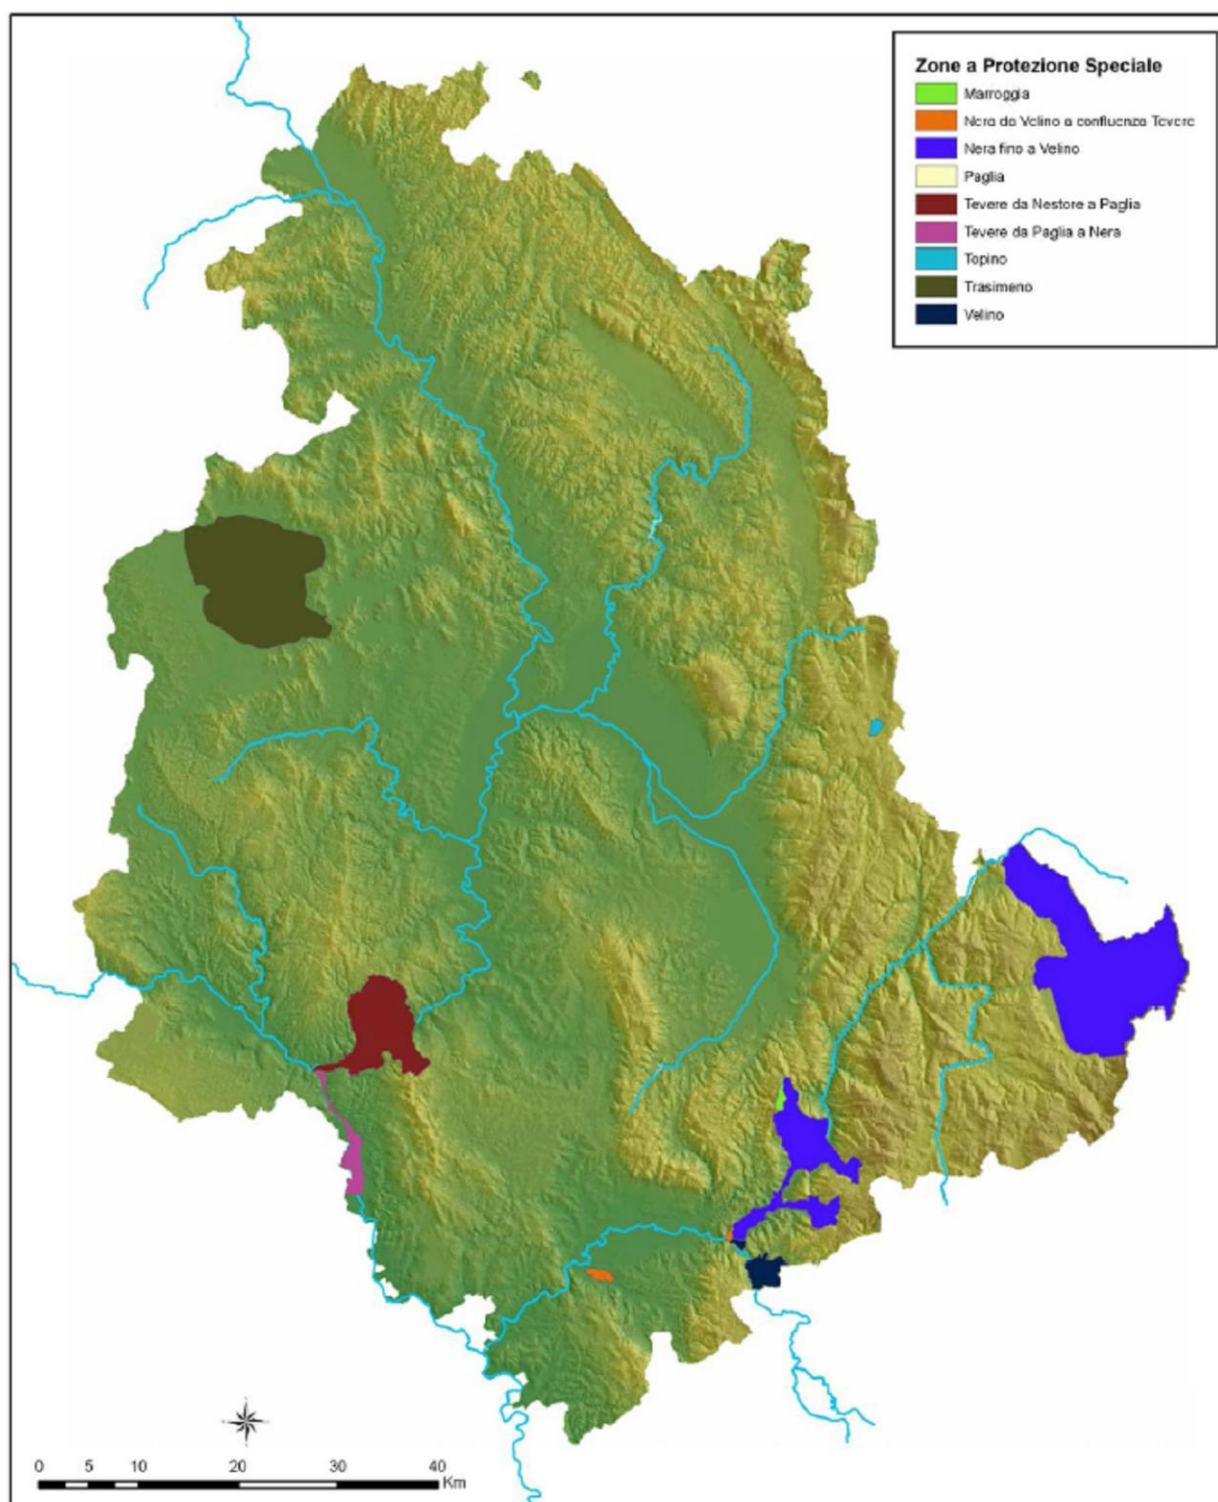 Zone a Protezione Speciale
Marroggia
Nera da Velino a confluenza Tevere
Nera fino a Velino
Paglia
Tevere da Nestore a Paglia
Tevere da Paglia a Nera
Topino
Trasimeno
Velino
0 5 10 20 30 40
Km